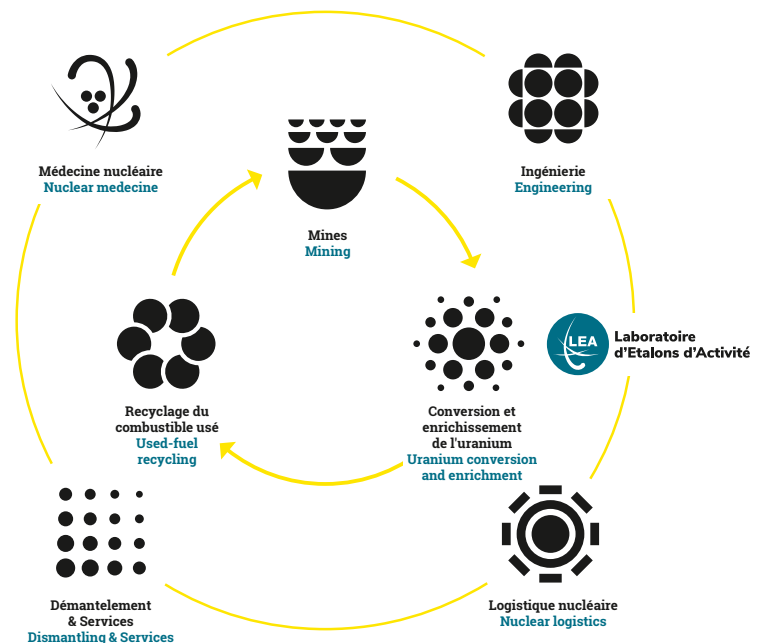 Médecine nucléaire
Nuclear medecine
Ingénierie
Engineering
Mines
Mining
LEA
Laboratoire
d'Etalons d'Activité
Recyclage du
combustible usé
Used-fuel
recycling
Conversion et
enrichissement
de l'uranium
Uranium conversion
and enrichment
Démantelement
& Services
Dismantling & Services
Logistique nucléaire
Nuclear logistics